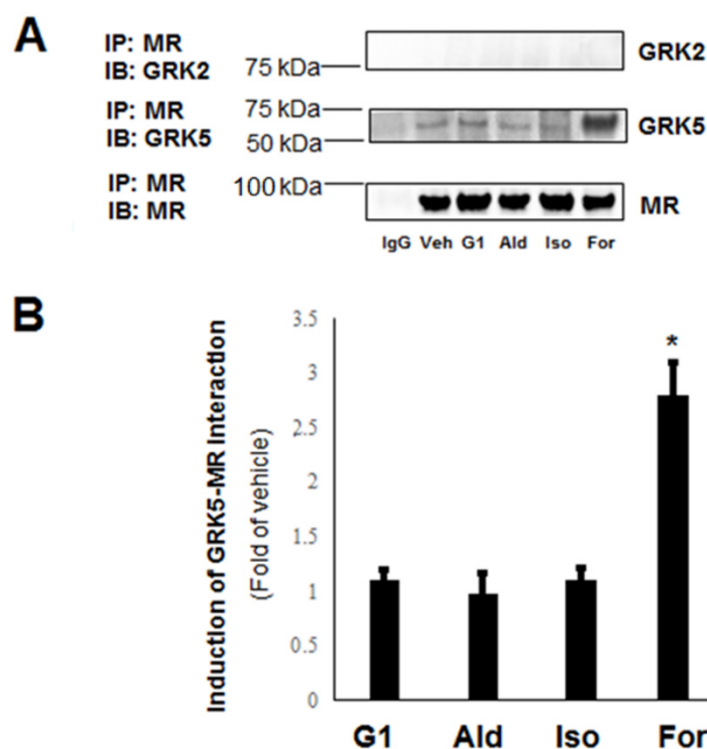 A
IP: MR
IB: GRK2
75 kDa
GRK2
IP: MR
IB: GRK5
75 kDa
50 kDa
GRK5
IP: MR
IB: MR
100 kDa
MR
IgG Veh G1 Ald Iso For
B
Induction of GRK5-MR Interaction
(Fold of vehicle)
3.5
3
2.5
2
1.5
1
0.5
0
*
G1 Ald Iso For